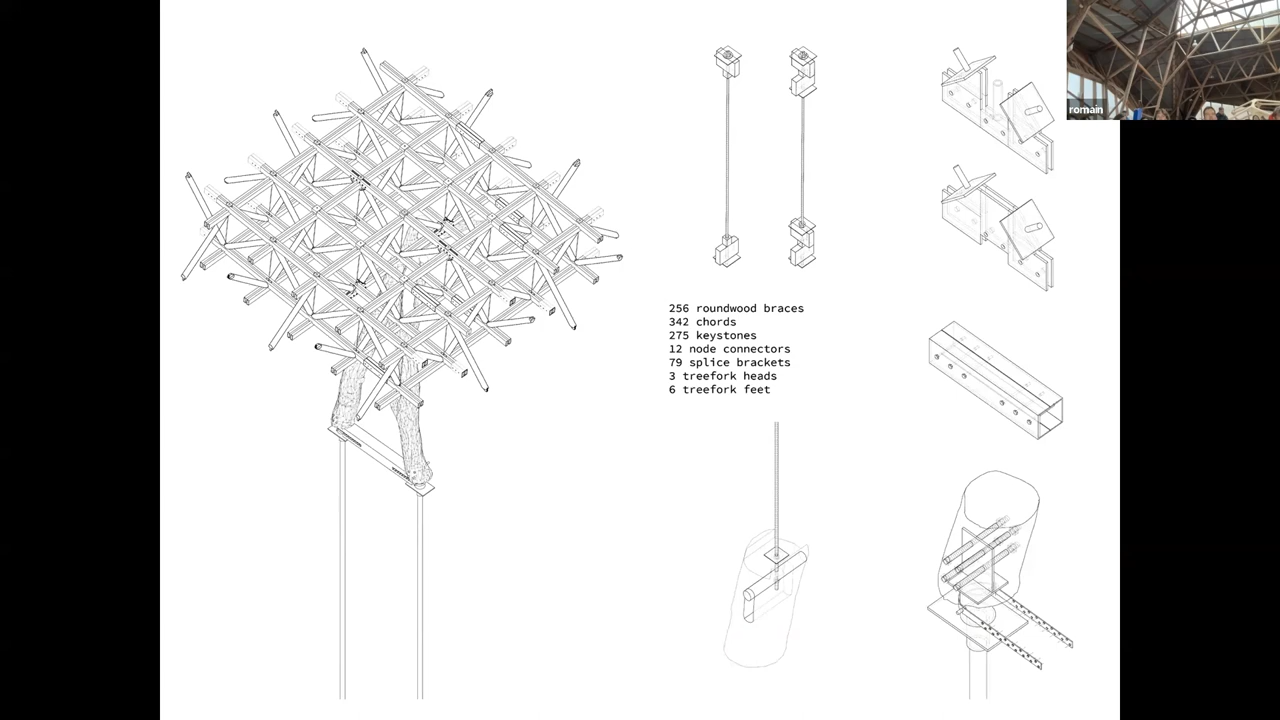 romain
256 roundwood braces
342 chords
275 keystones
12 node connectors
79 splice brackets
3 treefork heads
6 treefork feet